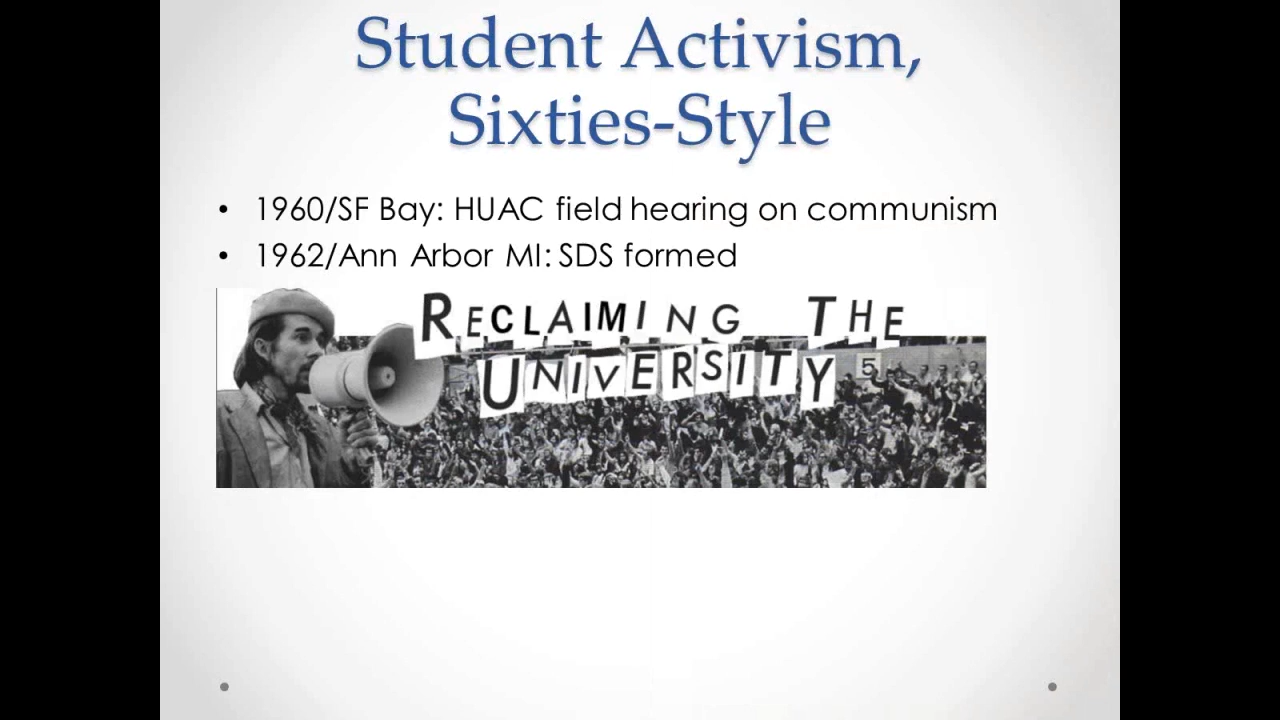 Student Activism,
Sixties-Style
• 1960/SF Bay: HUAC field hearing on communism
• 1962/Ann Arbor MI: SDS formed
RECLAIMING THE
UNIVERSITY
5